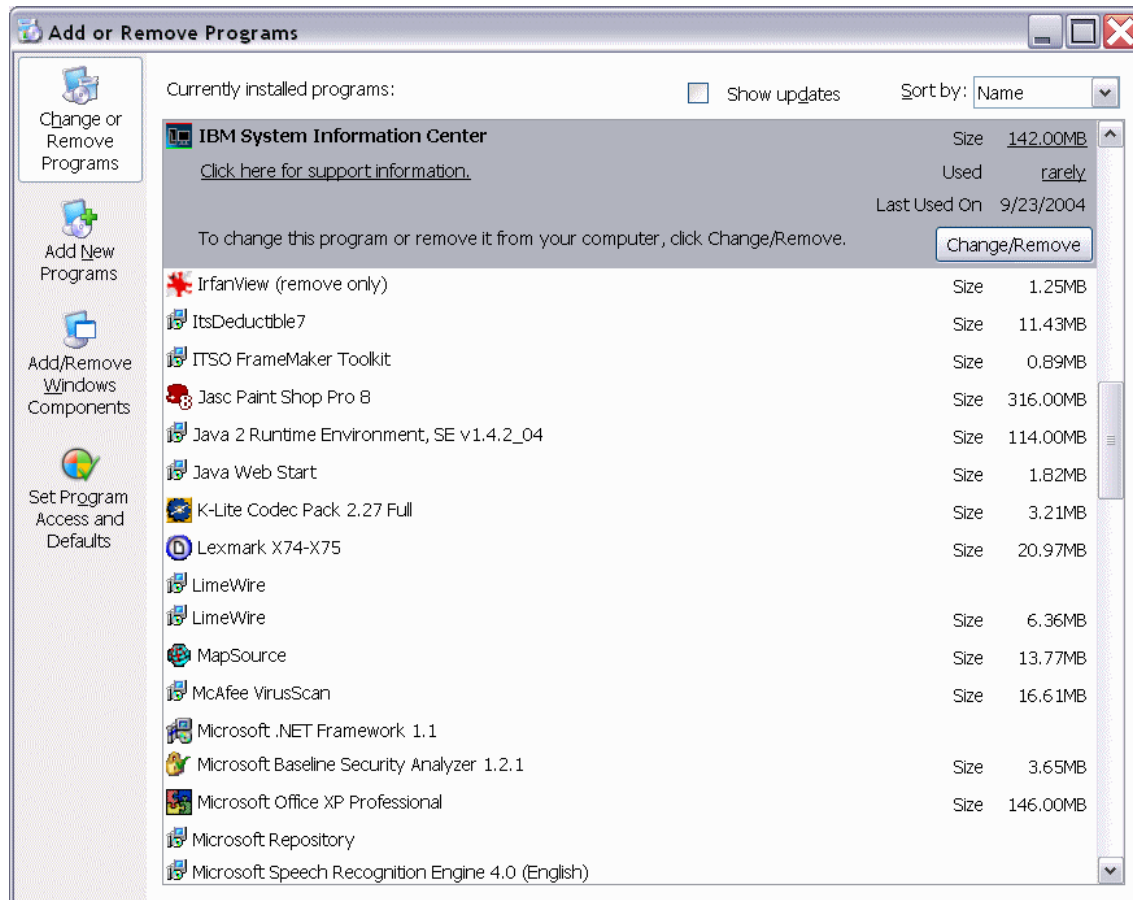 Add or Remove Programs
Change or
Remove
Programs
Add New
Programs
Add/Remove
Windows
Components
Set Program
Access and
Defaults
Currently installed programs:
Show updates
Sort by: Name
IBM System Information Center Size 142.00MB
Click here for support information. Used rarely
Last Used On 9/23/2004
To change this program or remove it from your computer, click Change/Remove. Change/Remove
IrfanView (remove only) Size 1.25MB
ItsDeductible7 Size 11.43MB
ITSO FrameMaker Toolkit Size 0.89MB
Jasc Paint Shop Pro 8 Size 316.00MB
Java 2 Runtime Environment, SE v1.4.2_04 Size 114.00MB
Java Web Start Size 1.82MB
K-Lite Codec Pack 2.27 Full Size 3.21MB
Lexmark X74-X75 Size 20.97MB
LimeWire
LimeWire Size 6.36MB
MapSource Size 13.77MB
McAfee VirusScan Size 16.61MB
Microsoft .NET Framework 1.1
Microsoft Baseline Security Analyzer 1.2.1 Size 3.65MB
Microsoft Office XP Professional Size 146.00MB
Microsoft Repository
Microsoft Speech Recognition Engine 4.0 (English)